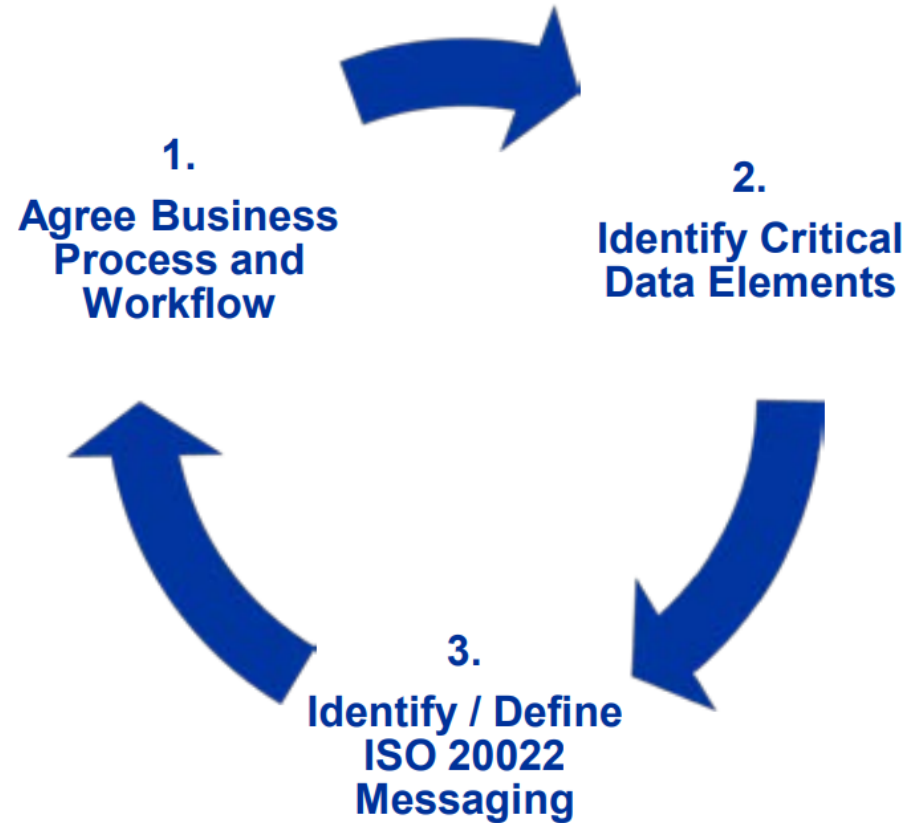 1.
Agree Business
Process and
Workflow
2.
Identify Critical
Data Elements
3.
Identify / Define
ISO 20022
Messaging